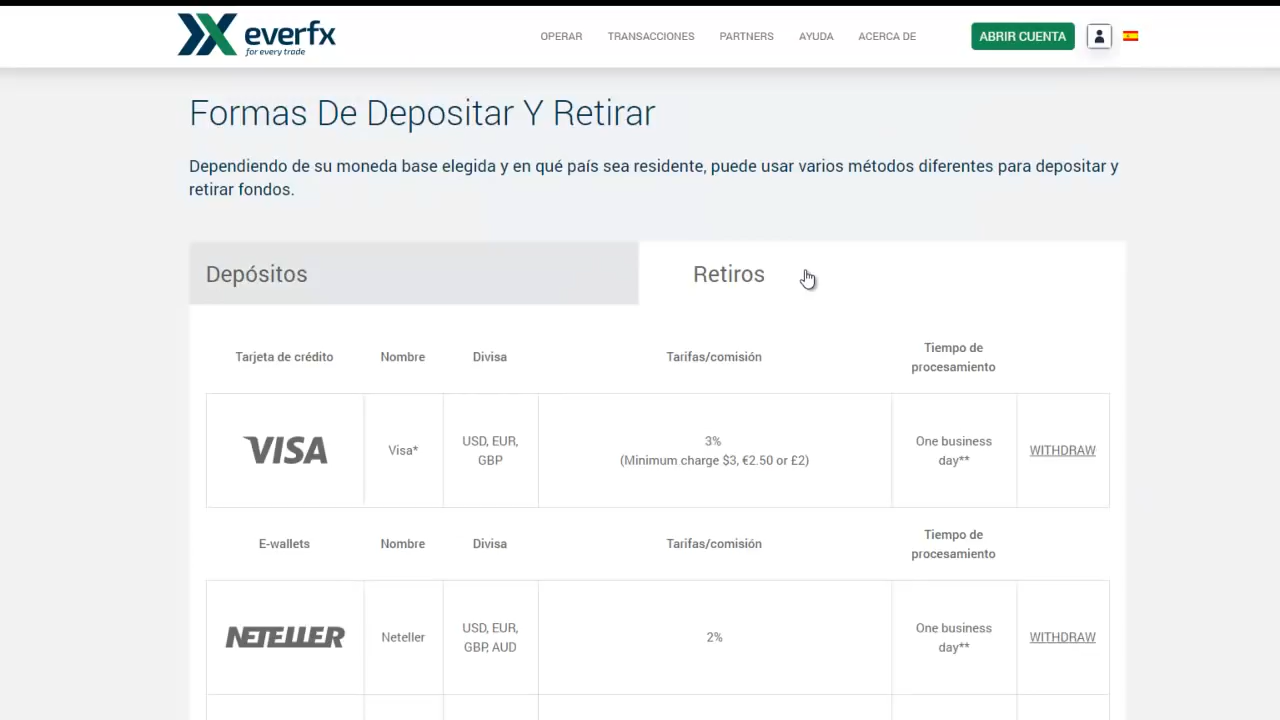 everfx
for every trade
OPERAR
TRANSACCIONES
PARTNERS
AYUDA
ACERCA DE
ABRIR CUENTA
Formas De Depositar Y Retirar
Dependiendo de su moneda base elegida y en qué país sea residente, puede usar varios métodos diferentes para depositar y
retirar fondos.
Depósitos
Retiros
Tarjeta de crédito
Nombre
Divisa
Tarifas/comisión
Tiempo de
procesamiento
VISA
Visa*
USD, EUR,
GBP
3%
(Minimum charge $3, €2.50 or £2)
One business
day**
WITHDRAW
E-wallets
Nombre
Divisa
Tarifas/comisión
Tiempo de
procesamiento
NETELLER
Neteller
USD, EUR,
GBP, AUD
2%
One business
day**
WITHDRAW